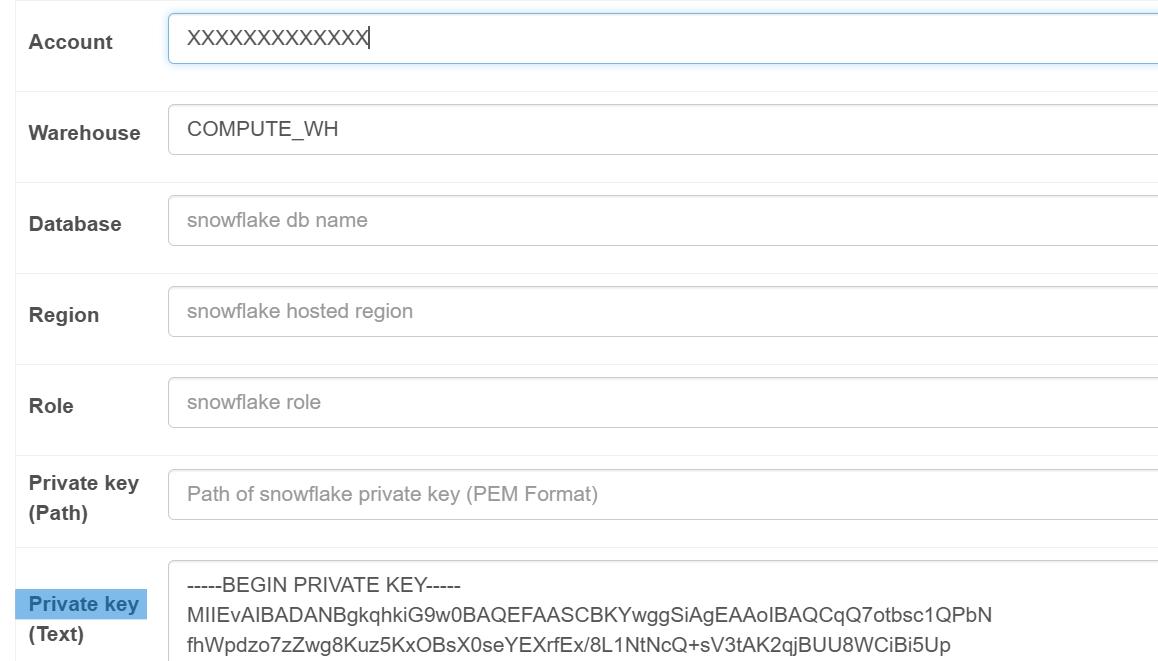 Account
XXXXXXXXXXXXX
Warehouse
COMPUTE_WH
Database
snowflake db name
Region
snowflake hosted region
Role
snowflake role
Private key
(Path)
Path of snowflake private key (PEM Format)
Private key
(Text)
-----BEGIN PRIVATE KEY-----
MIIEvAIBADANBgkqhkiG9w0BAQEFAASCBKYwggSiAgEAAoIBAQCqQ7otbsc1QPbN
fhWpdzo7zZwg8Kuz5KxOBsX0seYEXrfEx/8L1NtNcQ+sV3tAK2qjBUU8WCiBi5Up